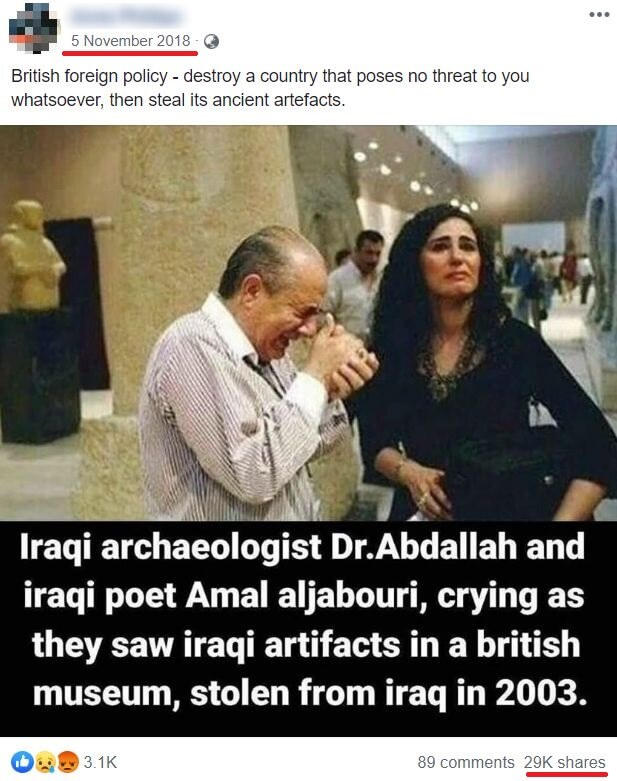 5 November 2018 ·
British foreign policy - destroy a country that poses no threat to you
whatsoever, then steal its ancient artefacts.
Iraqi archaeologist Dr.Abdallah and
iraqi poet Amal aljabouri, crying as
they saw iraqi artifacts in a british
museum, stolen from iraq in 2003.
3.1K 89 comments 29K shares